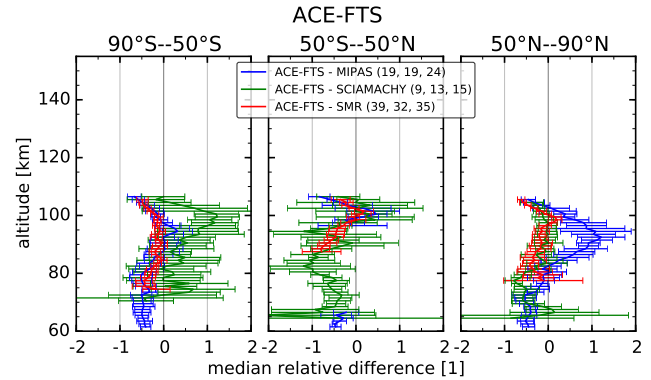 ACE-FTS
90°S--50°S 50°S--50°N 50°N--90°N
ACE-FTS - MIPAS (19, 19, 24)
ACE-FTS - SCIAMACHY (9, 13, 15)
ACE-FTS - SMR (39, 32, 35)
altitude [km]
140
120
100
80
60
-2 -1 0 1 2 -2 -1 0 1 2 -2 -1 0 1 2
median relative difference [1]